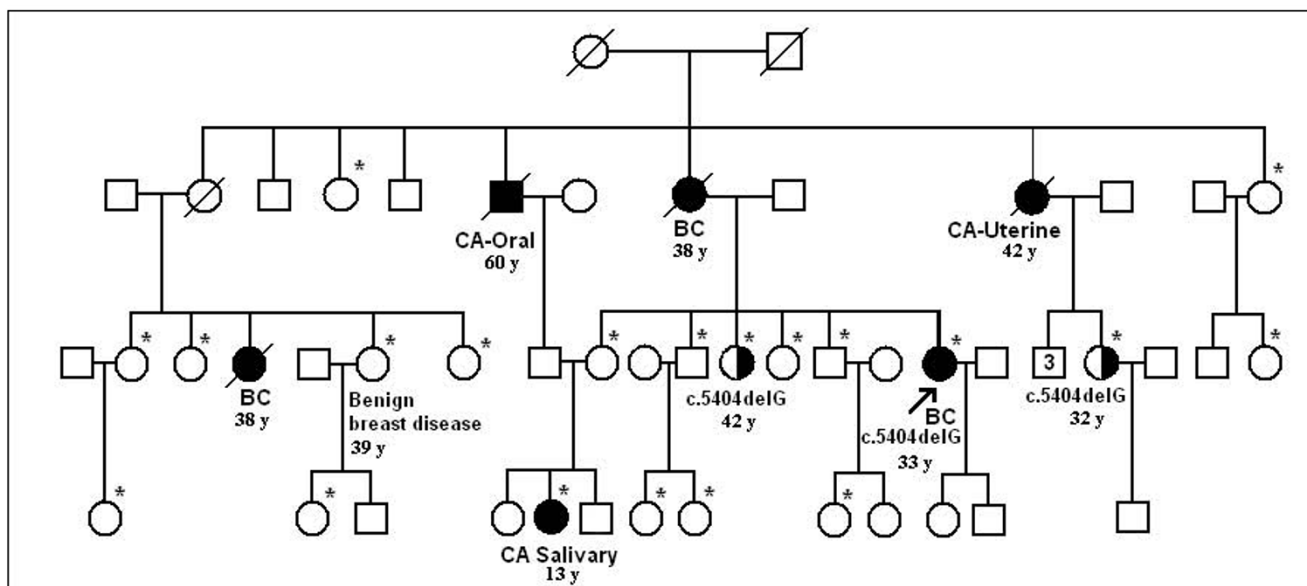 *
*
CA-Oral
60 y
BC
38 y
CA-Uterine
42 y
* * * * * * * * * * *
3
*
BC
38 y
Benign
breast disease
39 y
c.5404delG
42 y
BC
c.5404delG
33 y
c.5404delG
32 y
*
*
*
* *
*
CA Salivary
13 y